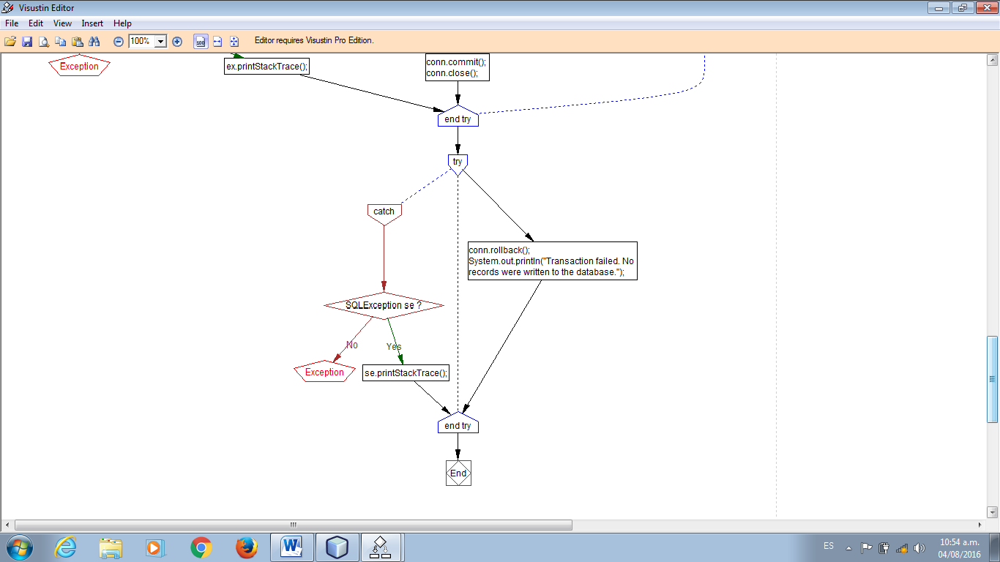 Visustin Editor
File Edit View Insert Help
100%
100
Editor requires Visustin Pro Edition.
Exception
ex.printStackTrace();
conn.commit();
conn.close();
end try
try
catch
conn.rollback();
System.out.println("Transaction failed. No
records were written to the database.");
SQLException se ?
No
Yes
Exception
se.printStackTrace();
end try
End
W
ES
10:54 a.m.
04/08/2016